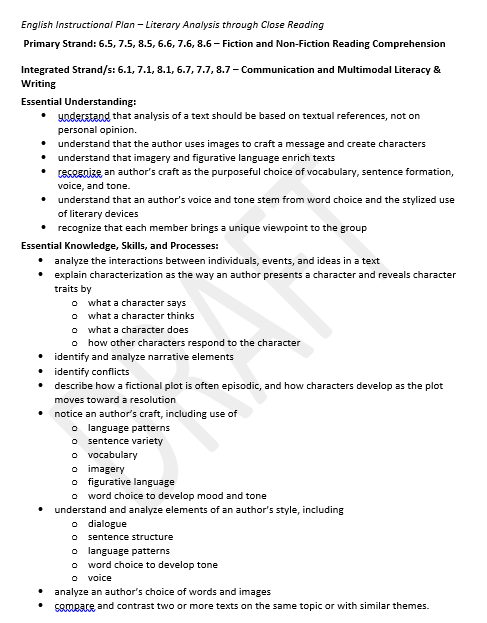 English Instructional Plan – Literary Analysis through Close Reading
Primary Strand: 6.5, 7.5, 8.5, 6.6, 7.6, 8.6 – Fiction and Non-Fiction Reading Comprehension
Integrated Strand/s: 6.1, 7.1, 8.1, 6.7, 7.7, 8.7 – Communication and Multimodal Literacy &
Writing
Essential Understanding:
• understand that analysis of a text should be based on textual references, not on
personal opinion.
• understand that the author uses images to craft a message and create characters
• understand that imagery and figurative language enrich texts
• recognize an author's craft as the purposeful choice of vocabulary, sentence formation,
voice, and tone.
• understand that an author's voice and tone stem from word choice and the stylized use
of literary devices
• recognize that each member brings a unique viewpoint to the group
Essential Knowledge, Skills, and Processes:
• analyze the interactions between individuals, events, and ideas in a text
• explain characterization as the way an author presents a character and reveals character
traits by
o what a character says
o what a character thinks
o what a character does
o how other characters respond to the character
• identify and analyze narrative elements
• identify conflicts
• describe how a fictional plot is often episodic, and how characters develop as the plot
moves toward a resolution
• notice an author's craft, including use of
o language patterns
o sentence variety
o vocabulary
o imagery
o figurative language
o word choice to develop mood and tone
• understand and analyze elements of an author's style, including
o dialogue
o sentence structure
o language patterns
o word choice to develop tone
o voice
• analyze an author's choice of words and images
• compare and contrast two or more texts on the same topic or with similar themes.
DRAFT